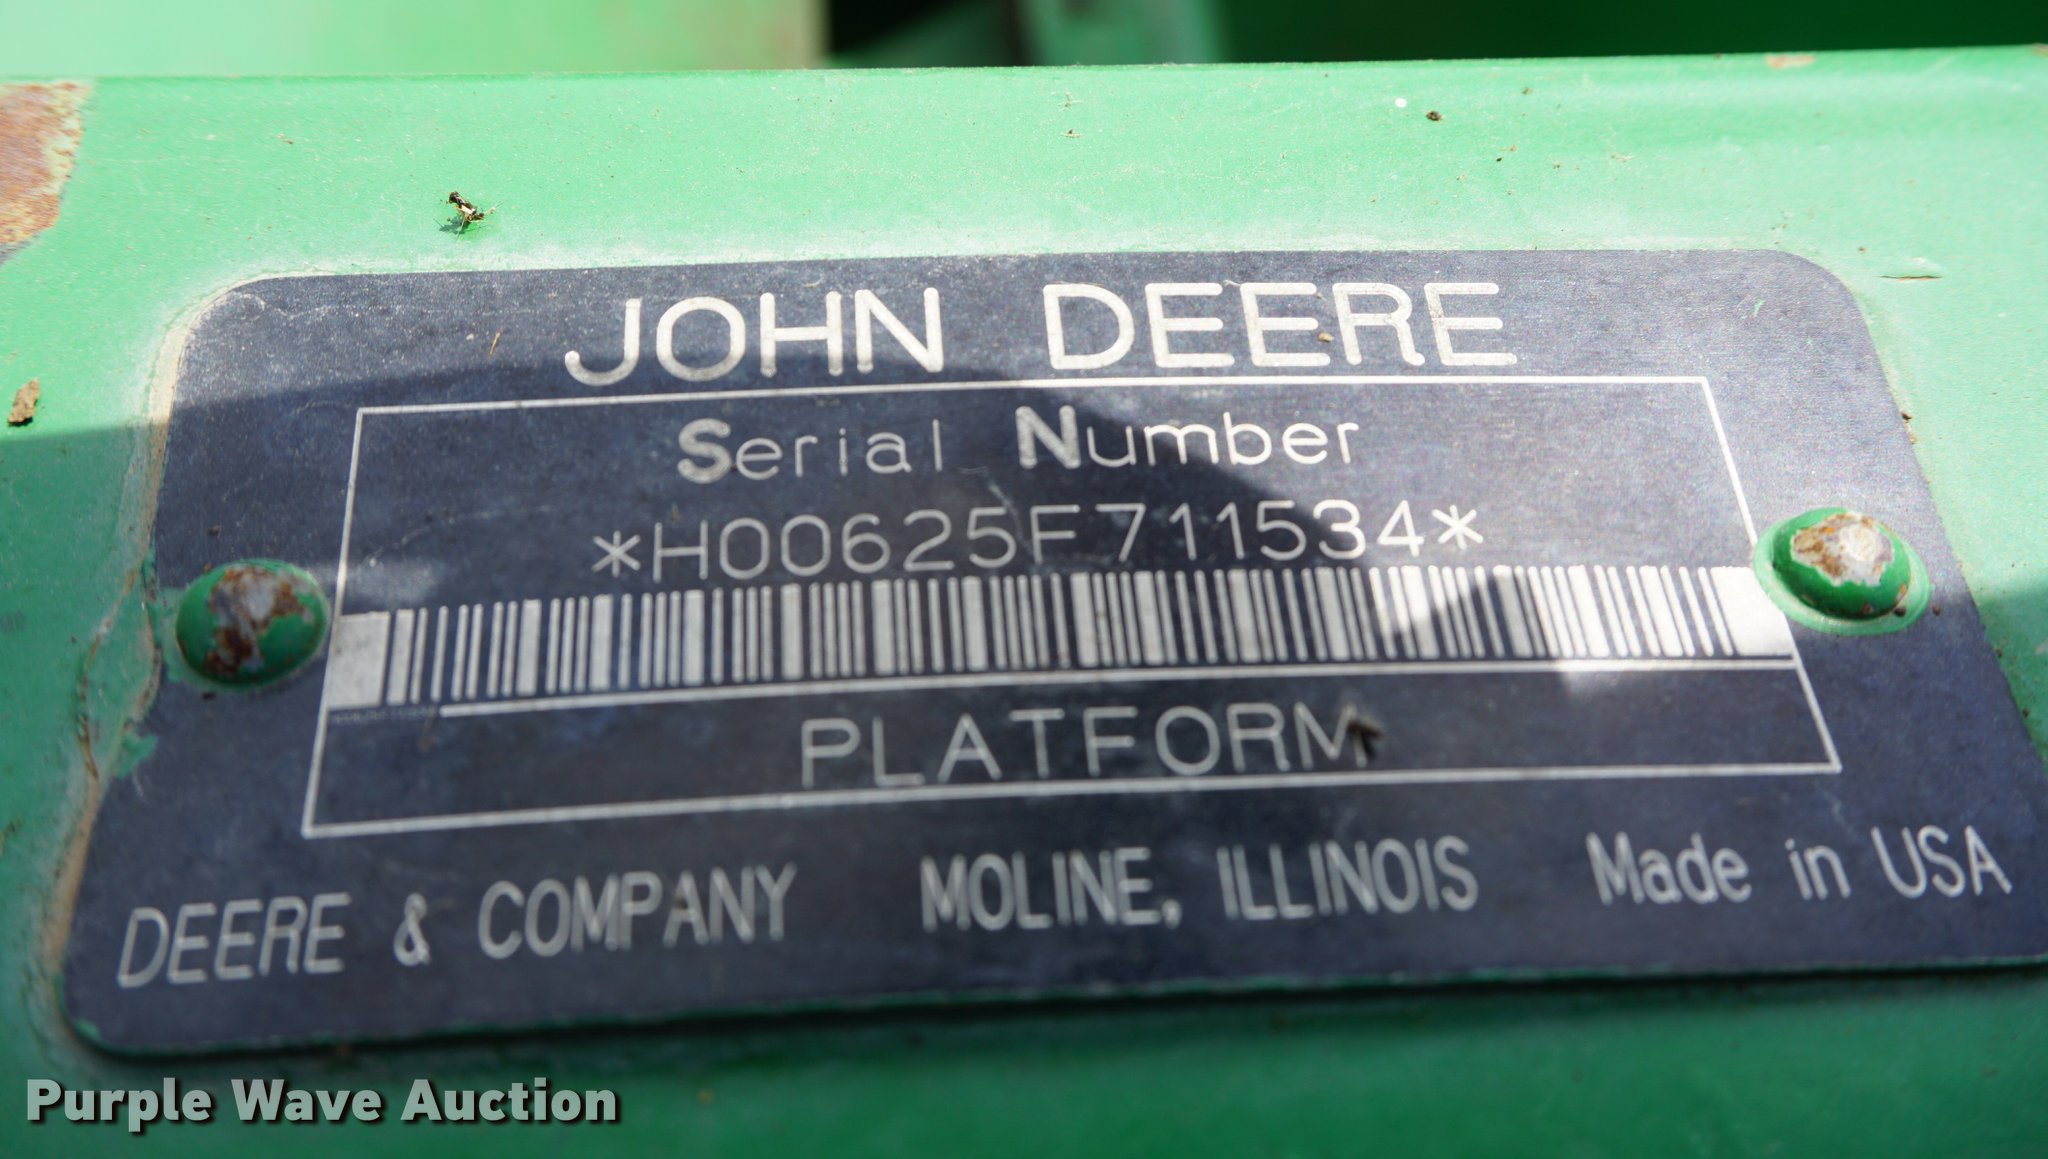 JOHN DEERE
Serial Number
*H00625F711534*
PLATFORM
DEERE & COMPANY MOLINE, ILLINOIS Made in USA
Purple Wave Auction